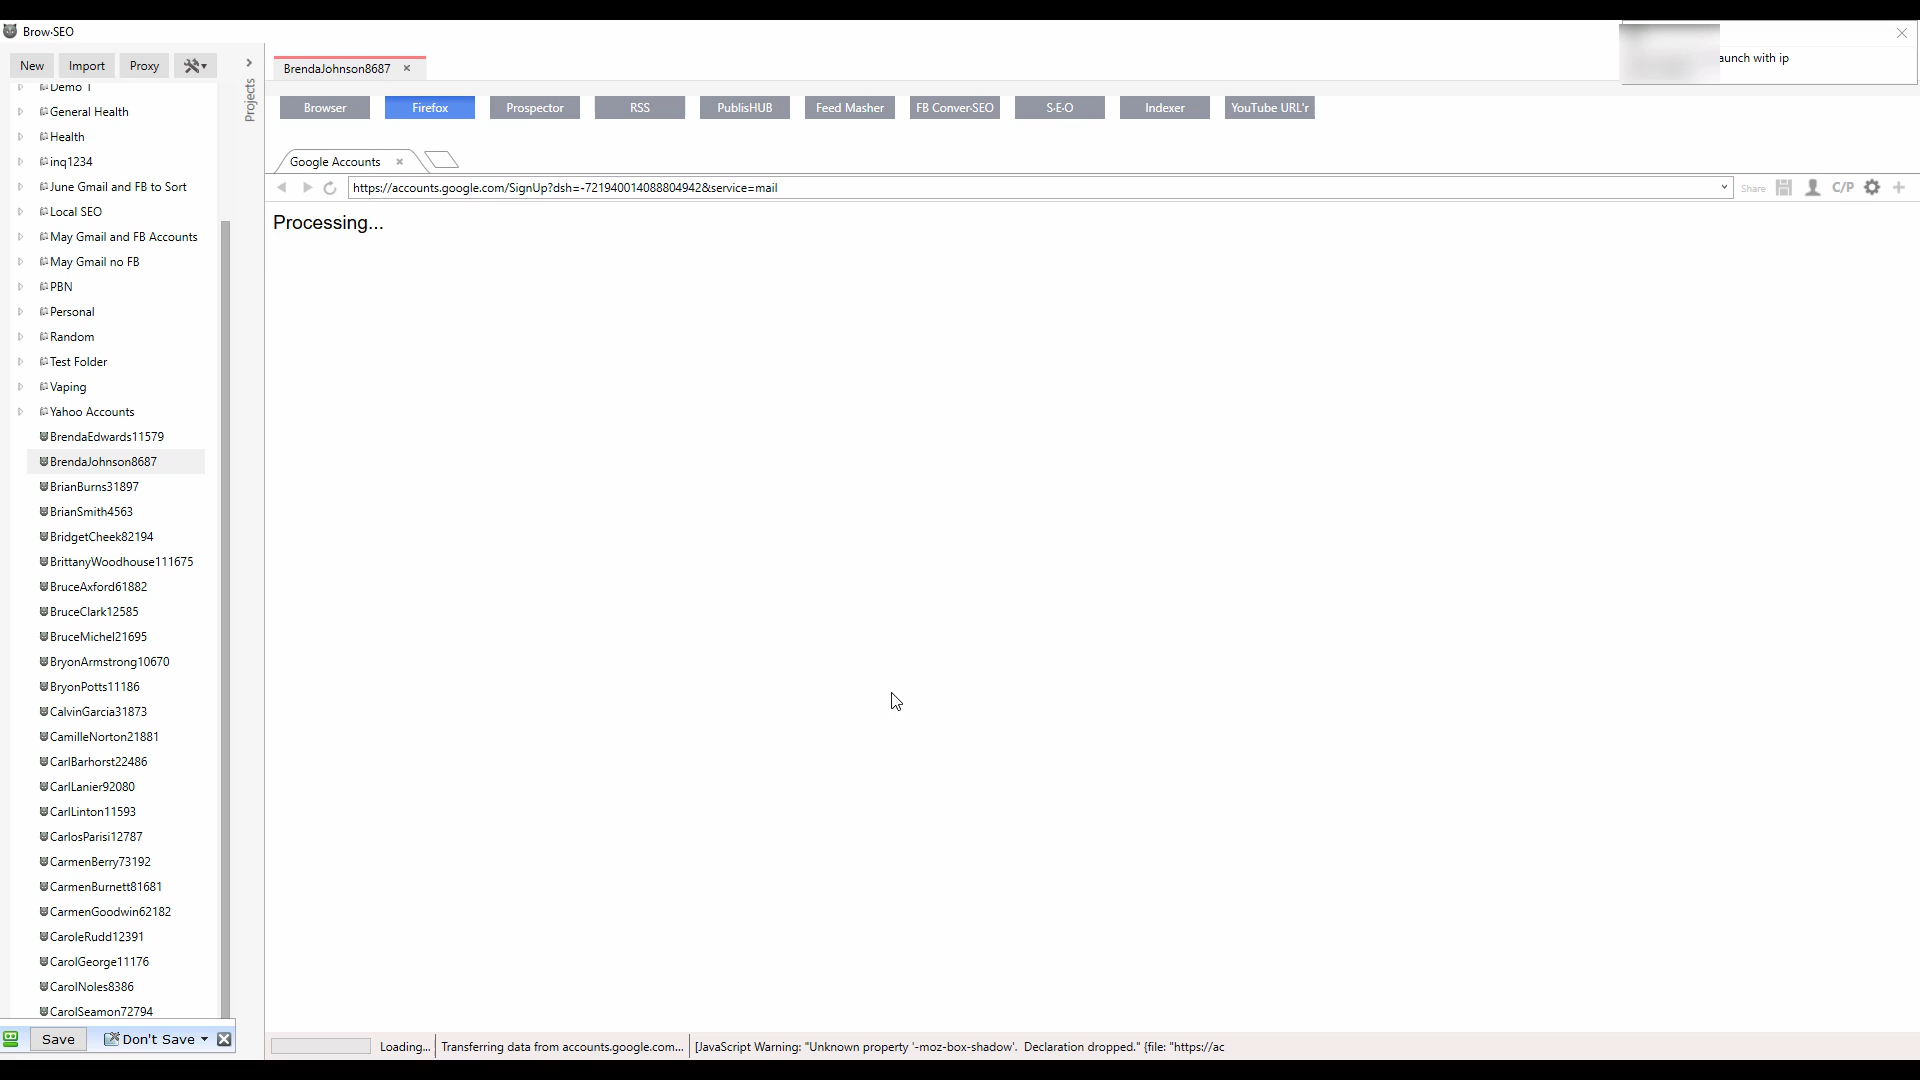 Brow·SEO
aunch with ip
New Import Proxy
Projects
BrendaJohnson8687
Browser Firefox Prospector RSS PublisHUB Feed Masher FB Conver·SEO S·E·O Indexer YouTube URL'r
Google Accounts
https://accounts.google.com/SignUp?dsh=-721940014088804942&service=mail
Share C/P
Processing...
Demo 1
General Health
Health
inq1234
June Gmail and FB to Sort
Local SEO
May Gmail and FB Accounts
May Gmail no FB
PBN
Personal
Random
Test Folder
Vaping
Yahoo Accounts
BrendaEdwards11579
BrendaJohnson8687
BrianBurns31897
BrianSmith4563
BridgetCheek82194
BrittanyWoodhouse111675
BruceAxford61882
BruceClark12585
BruceMichel21695
BryonArmstrong10670
BryonPotts11186
CalvinGarcia31873
CamilleNorton21881
CarlBarhorst22486
CarlLanier92080
CarlLinton11593
CarlosParisi12787
CarmenBerry73192
CarmenBurnett81681
CarmenGoodwin62182
CaroleRudd12391
CarolGeorge11176
CarolNoles8386
CarolSeamon72794
Save Don't Save
Loading... Transferring data from accounts.google.com... [JavaScript Warning: "Unknown property '-moz-box-shadow'. Declaration dropped." {file: "https://ac